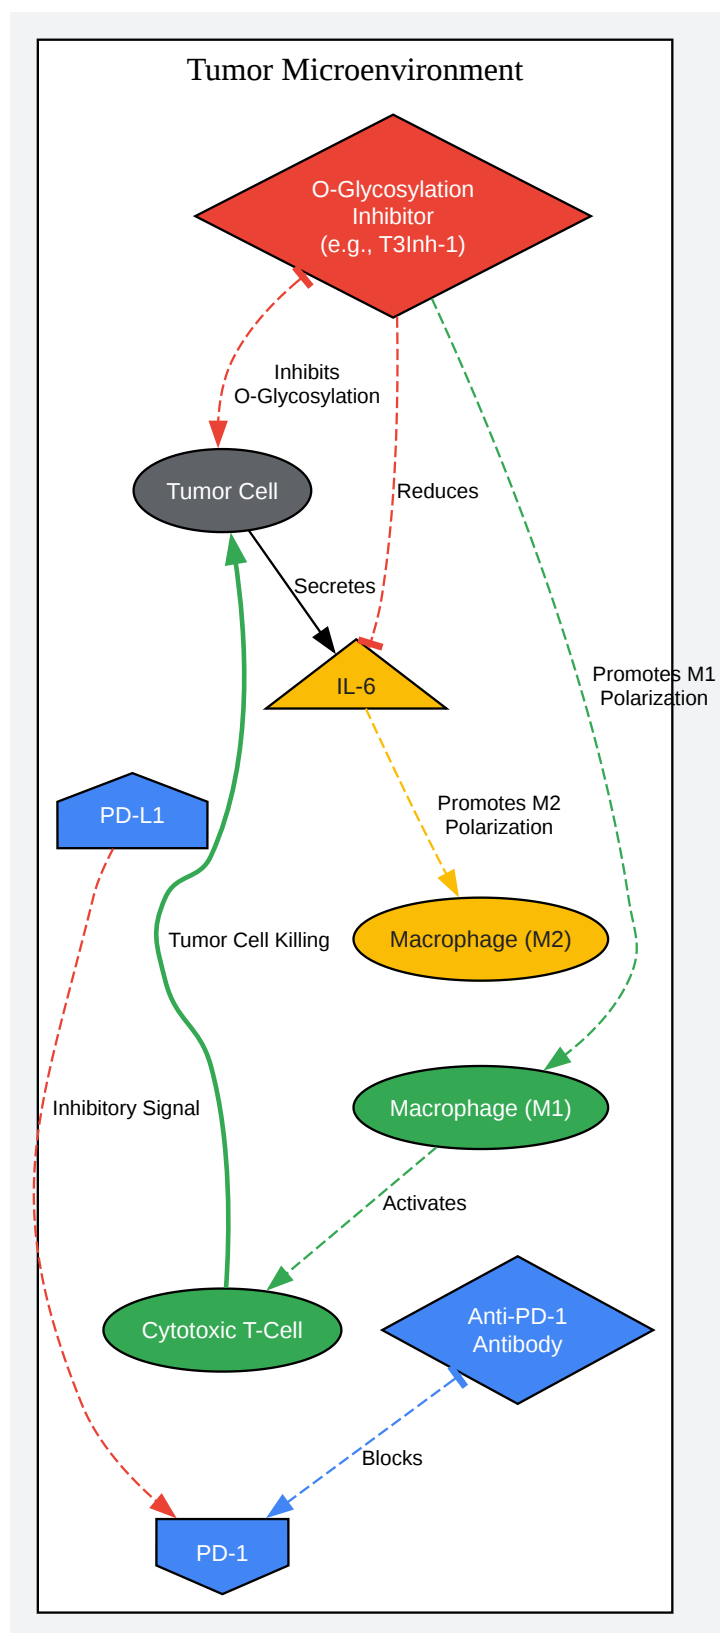 Tumor Microenvironment
O-Glycosylation
Inhibitor
(e.g., T3Inh-1)
Inhibits
O-Glycosylation
Tumor Cell
Reduces
Secretes
Promotes M1
Polarization
IL-6
PD-L1
Promotes M2
Polarization
Tumor Cell Killing
Macrophage (M2)
Inhibitory Signal
Macrophage (M1)
Activates
Cytotoxic T-Cell
Anti-PD-1
Antibody
Blocks
PD-1